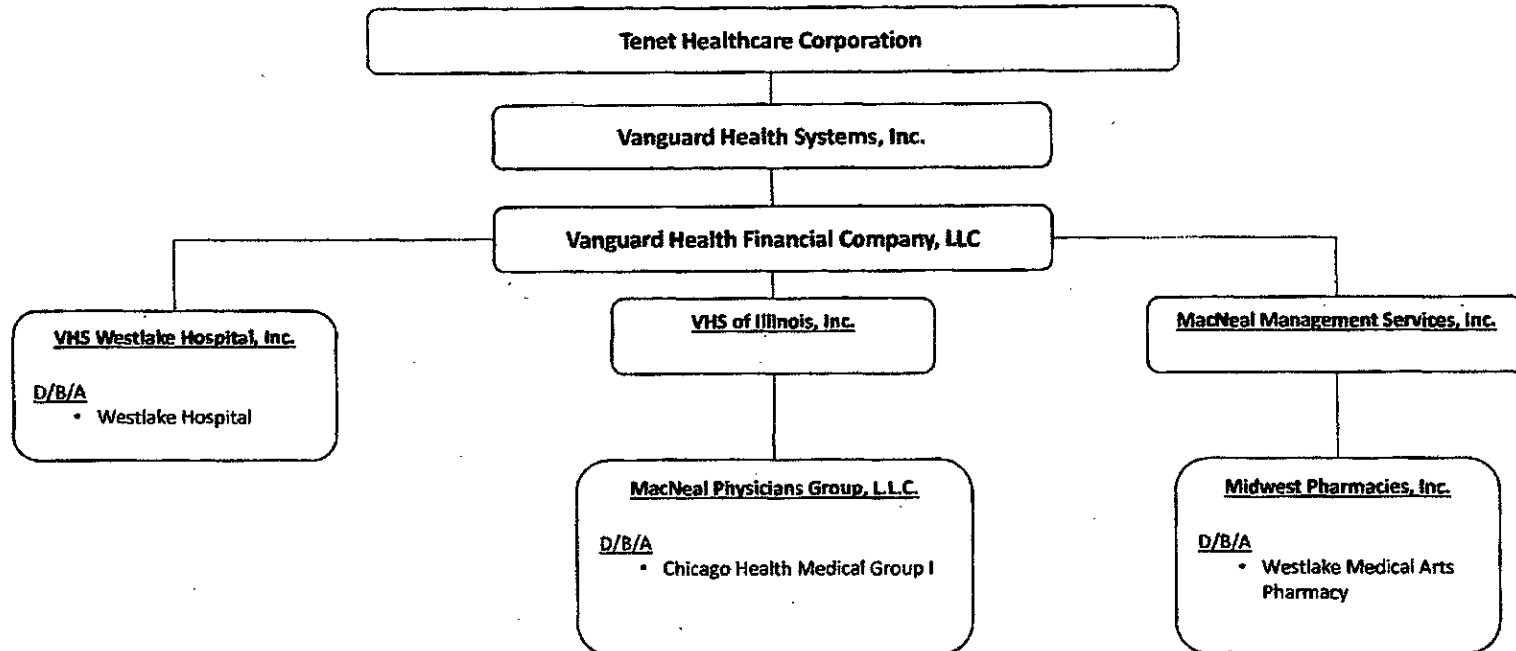 Tenet Healthcare Corporation
Vanguard Health Systems, Inc.
Vanguard Health Financial Company, LLC
VHS Westlake Hospital, Inc.
D/B/A
• Westlake Hospital
VHS of Illinois, Inc.
MacNeal Management Services, Inc.
MacNeal Physicians Group, L.L.C.
D/B/A
• Chicago Health Medical Group I
Midwest Pharmacies, Inc.
D/B/A
• Westlake Medical Arts
Pharmacy